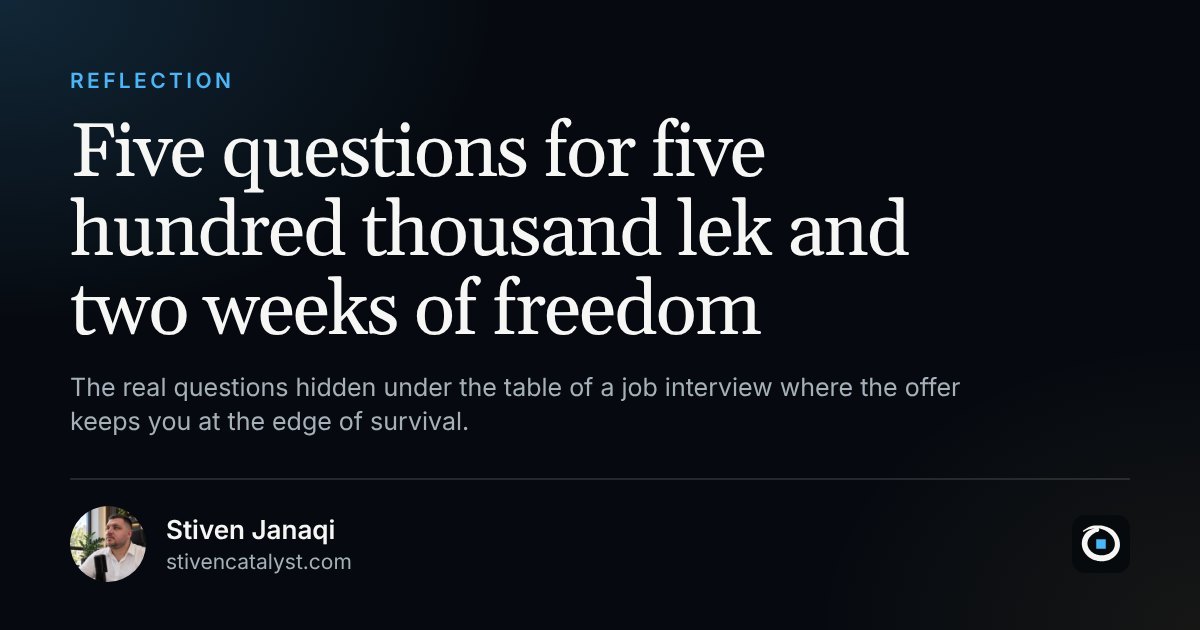 REFLECTION
Five questions for five
hundred thousand lek and
two weeks of freedom
The real questions hidden under the table of a job interview where the offer
keeps you at the edge of survival.
Stiven Janaqi
stivencatalyst.com